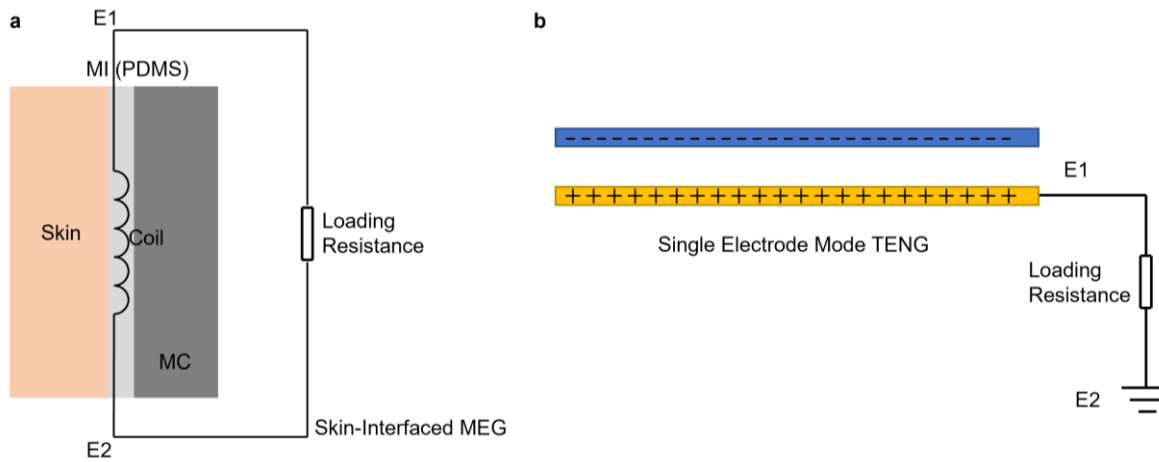 a
E1
MI (PDMS)
Skin
Coil
Loading
Resistance
MC
Skin-Interfaced MEG
E2
b
- - - - - - - - - - - - - - - - - - - - - -
E1
+ + + + + + + + + + + + + + + + + + + + + +
Single Electrode Mode TENG
Loading
Resistance
E2